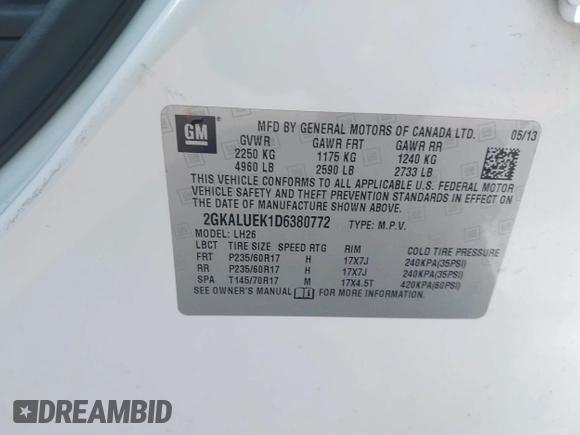 GM
MFD BY GENERAL MOTORS OF CANADA LTD. 05/13
GVWR GAWR FRT GAWR RR
2250 KG 1175 KG 1240 KG
4960 LB 2590 LB 2733 LB
THIS VEHICLE CONFORMS TO ALL APPLICABLE U.S. FEDERAL MOTOR
VEHICLE SAFETY AND THEFT PREVENTION STANDARDS IN EFFECT ON
THE DATE OF MANUFACTURE SHOWN ABOVE.
2GKALUEK1D6380772 TYPE: M.P.V.
MODEL: LH26
LBCT TIRE SIZE SPEED RTG RIM COLD TIRE PRESSURE
FRT P235/60R17 H 17X7J 240KPA(35PSI)
RR P235/60R17 H 17X7J 240KPA(35PSI)
SPA T145/70R17 M 17X4.5T 420KPA(60PSI)
SEE OWNER'S MANUAL FOR MORE INFORMATION.
DREAMBID